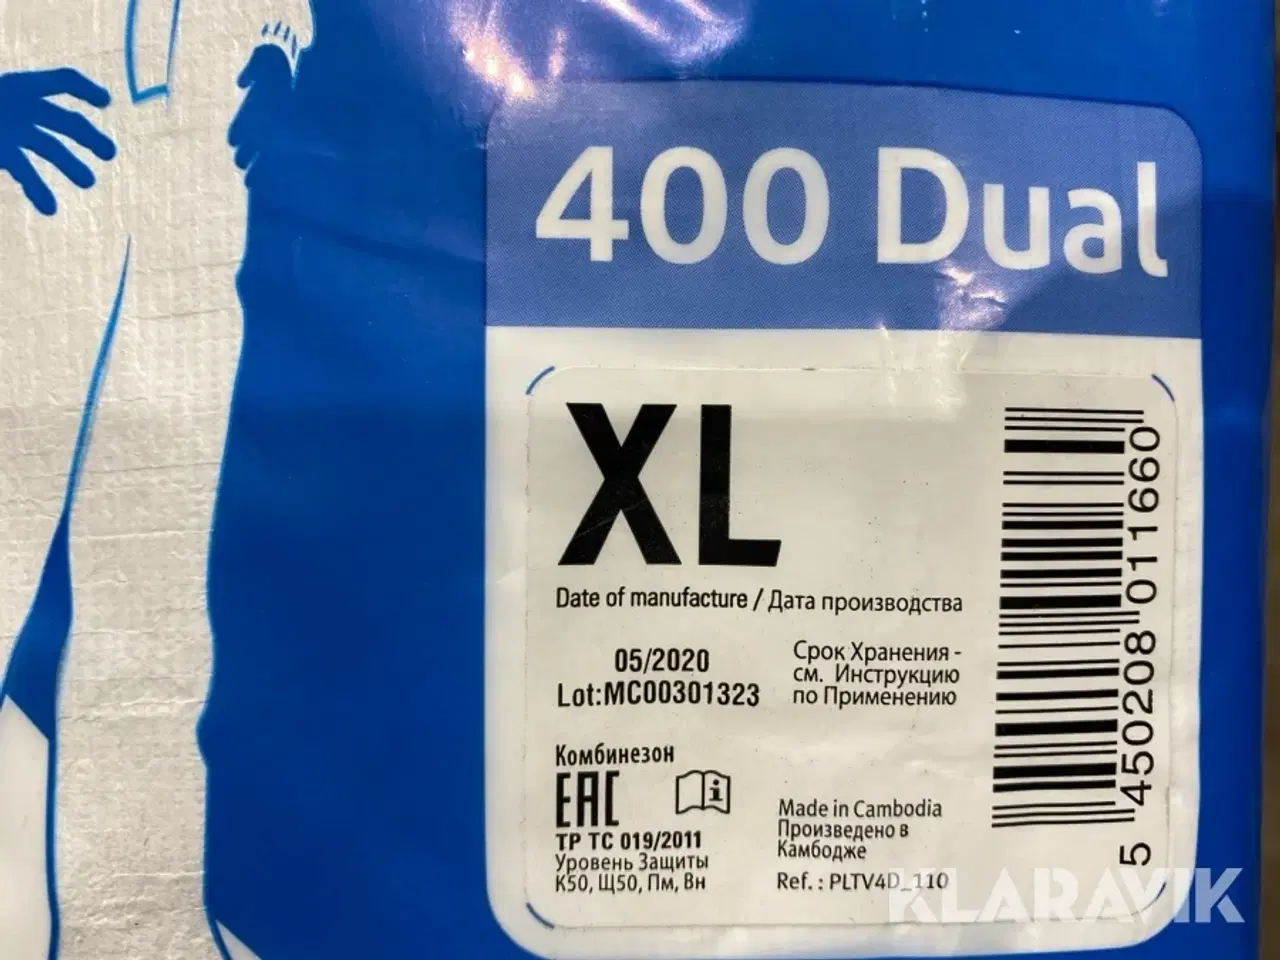 400 Dual
XL
Date of manufacture / Дата производства
05/2020
Lot:MC00301323
Срок Хранения -
см. Инструкцию
по Применению
Комбинезон
EAC
ТР ТС 019/2011
Уровень Защиты
К50, Щ50, Пм, Вн
Made in Cambodia
Произведено в
Камбодже
Ref. : PLTV4D_110
5 450208 011660
KLARAVIK